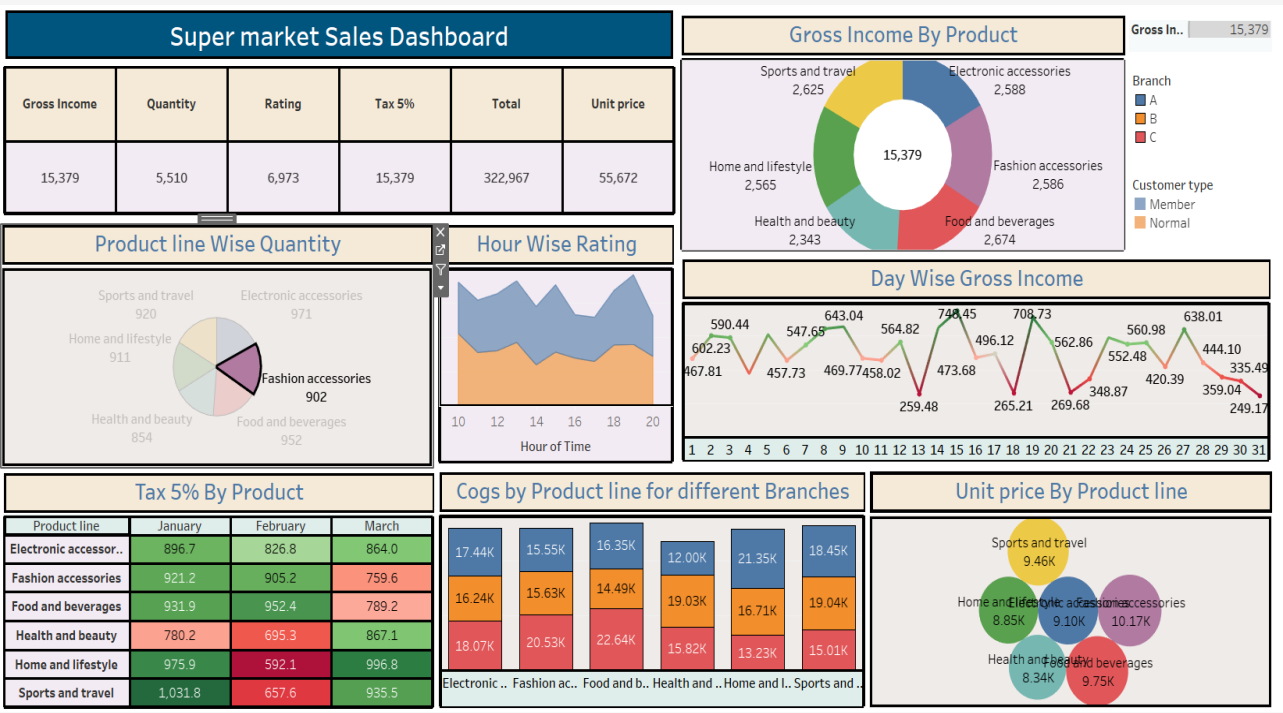 Super market Sales Dashboard
Gross Income Quantity Rating Tax 5% Total Unit price
15,379 5,510 6,973 15,379 322,967 55,672
Gross Income By Product
Sports and travel
2,625
Electronic accessories
2,588
Home and lifestyle
2,565
15,379
Fashion accessories
2,586
Health and beauty
2,343
Food and beverages
2,674
Gross In.. 15,379
Branch
A
B
C
Customer type
Member
Normal
Product line Wise Quantity
Sports and travel
920
Electronic accessories
971
Home and lifestyle
911
Fashion accessories
902
Health and beauty
854
Food and beverages
952
Hour Wise Rating
10 12 14 16 18 20
Hour of Time
Day Wise Gross Income
467.81
602.23
590.44
457.73
547.65
643.04
469.77
458.02
564.82
259.48
748.45
473.68
496.12
265.21
708.73
562.86
269.68
348.87
552.48
560.98
420.39
638.01
444.10
359.04
335.49
249.17
1 2 3 4 5 6 7 8 9 10 11 12 13 14 15 16 17 18 19 20 21 22 23 24 25 26 27 28 29 30 31
Tax 5% By Product
Product line January February March
Electronic accessor.. 896.7 826.8 864.0
Fashion accessories 921.2 905.2 759.6
Food and beverages 931.9 952.4 789.2
Health and beauty 780.2 695.3 867.1
Home and lifestyle 975.9 592.1 996.8
Sports and travel 1,031.8 657.6 935.5
Cogs by Product line for different Branches
17.44K 15.55K 16.35K 12.00K 21.35K 18.45K
16.24K 15.63K 14.49K 19.03K 16.71K 19.04K
18.07K 20.53K 22.64K 15.82K 13.23K 15.01K
Electronic .. Fashion ac.. Food and b.. Health and .. Home and l.. Sports and ..
Unit price By Product line
Sports and travel
9.46K
Home and lifestyle
8.85K
Electronic accessories
9.10K
Fashion accessories
10.17K
Health and beauty
8.34K
Food and beverages
9.75K